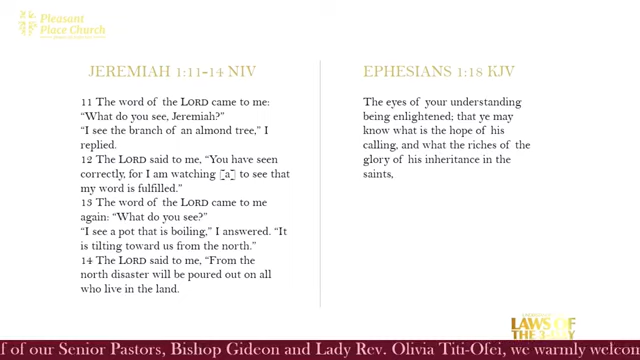 Pleasant
Place Church
JEREMIAH 1:11-14 NIV
11 The word of the LORD came to me:
“What do you see, Jeremiah?”
“I see the branch of an almond tree,” I
replied.
12 The LORD said to me, “You have seen
correctly, for I am watching [a] to see that
my word is fulfilled.”
13 The word of the LORD came to me
again: “What do you see?”
“I see a pot that is boiling,” I answered. “It
is tilting toward us from the north.”
14 The LORD said to me, “From the
north disaster will be poured out on all
who live in the land.
EPHESIANS 1:18 KJV
The eyes of your understanding
being enlightened; that ye may
know what is the hope of his
calling, and what the riches of the
glory of his inheritance in the
saints,
LAWS OF
THE
f of our Senior Pastors, Bishop Gideon and Lady Rev. Olivia Titi-Ofei, we warmly welcom